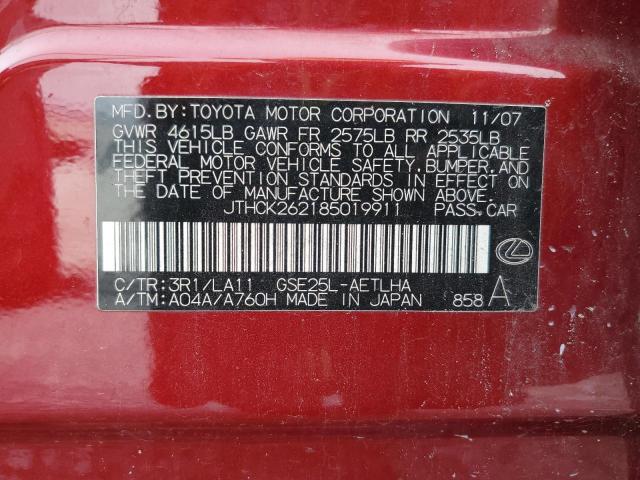 MFD.BY:TOYOTA MOTOR CORPORATION 11/07
GVWR 4615LB GAWR FR 2575LB RR 2535LB
THIS VEHICLE CONFORMS TO ALL APPLICABLE
FEDERAL MOTOR VEHICLE SAFETY,BUMPER,AND
THEFT PREVENTION STANDARDS IN EFFECT ON
THE DATE OF MANUFACTURE SHOWN ABOVE.
JTHCK262185019911 PASS.CAR
C/TR:3R1/LA11 GSE25L-AETLHA
A/TM:A04A/A760H MADE IN JAPAN 858 A